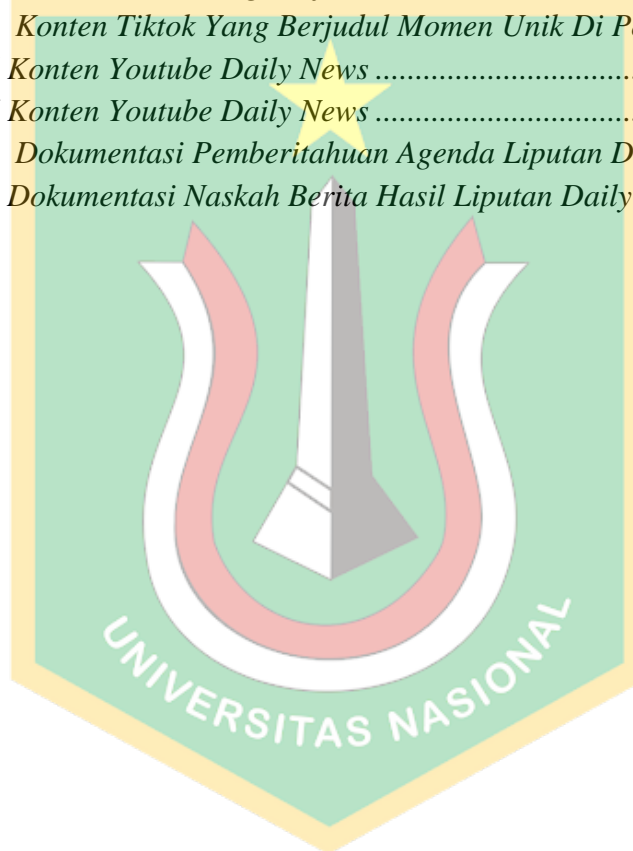 Konten Tiktok Yang Berjudul Momen Unik Di
Konten Youtube Daily News ..............................
Konten Youtube Daily News ..............................
Dokumentasi Pemberitahuan Agenda Liputan
Dokumentasi Naskah Berita Hasil Liputan Daily
UNIVERSITAS NASIONAL